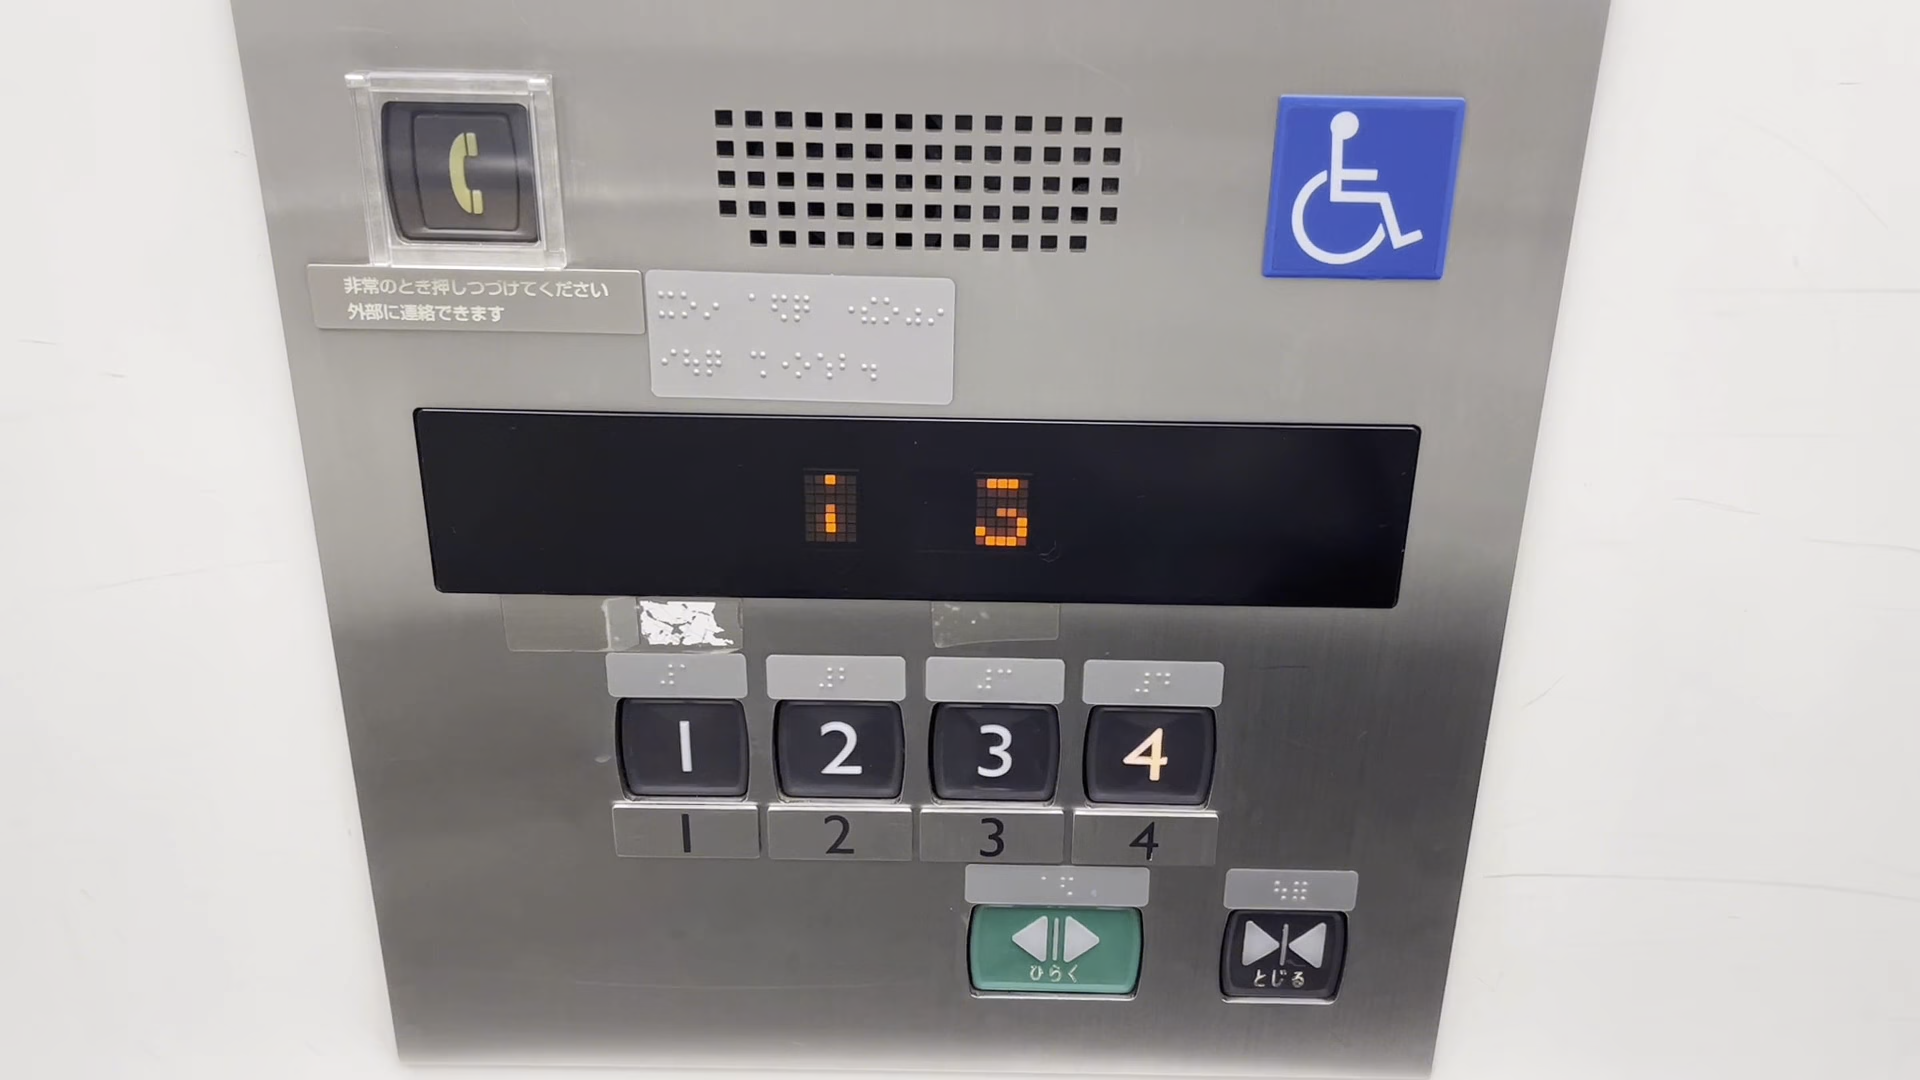 非常のとき押しつづけてください
外部に連絡できます
3
1 2 3 4
1 2 3 4
ひらく とじる